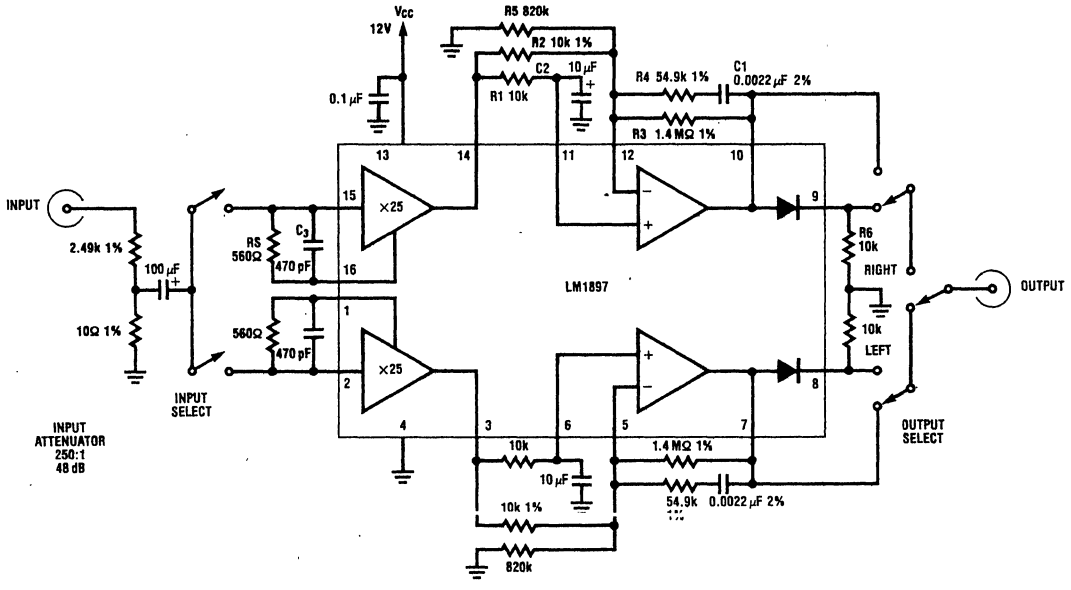 VCC
12V
R5 820k
R2 10k 1%
C2
10 µF
+
R1 10k
0.1 µF
R4 54.9k 1%
C1
0.0022 µF 2%
R3 1.4 MΩ 1%
13
14
11
12
10
INPUT
15
×25
−
+
9
2.49k 1%
RS
560Ω
C3
470 pF
16
R6
10k
RIGHT
100 µF
+
LM1897
OUTPUT
10Ω 1%
1
560Ω
470 pF
10k
LEFT
×25
+
−
2
8
INPUT
SELECT
INPUT
ATTENUATOR
250:1
48 dB
4
3
6
5
7
OUTPUT
SELECT
10k
10 µF
1.4 MΩ 1%
54.9k
1%
0.0022 µF 2%
10k 1%
820k